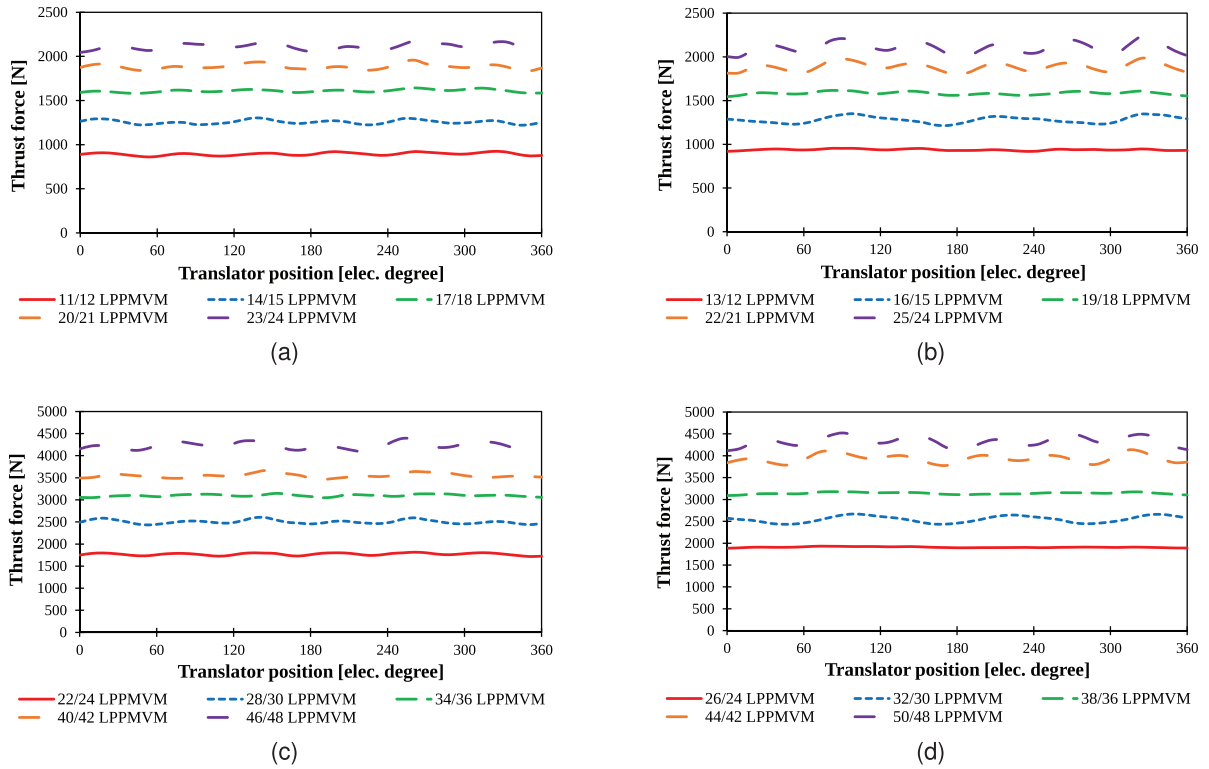 2500
2000
1500
1000
500
0
Thrust force [N]
0 60 120 180 240 300 360
Translator position [elec. degree]
11/12 LPPMVM 14/15 LPPMVM 17/18 LPPMVM
20/21 LPPMVM 23/24 LPPMVM
(a)
2500
2000
1500
1000
500
0
Thrust force [N]
0 60 120 180 240 300 360
Translator position [elec. degree]
13/12 LPPMVM 16/15 LPPMVM 19/18 LPPMVM
22/21 LPPMVM 25/24 LPPMVM
(b)
5000
4500
4000
3500
3000
2500
2000
1500
1000
500
0
Thrust force [N]
0 60 120 180 240 300 360
Translator position [elec. degree]
22/24 LPPMVM 28/30 LPPMVM 34/36 LPPMVM
40/42 LPPMVM 46/48 LPPMVM
(c)
5000
4500
4000
3500
3000
2500
2000
1500
1000
500
0
Thrust force [N]
0 60 120 180 240 300 360
Translator position [elec. degree]
26/24 LPPMVM 32/30 LPPMVM 38/36 LPPMVM
44/42 LPPMVM 50/48 LPPMVM
(d)